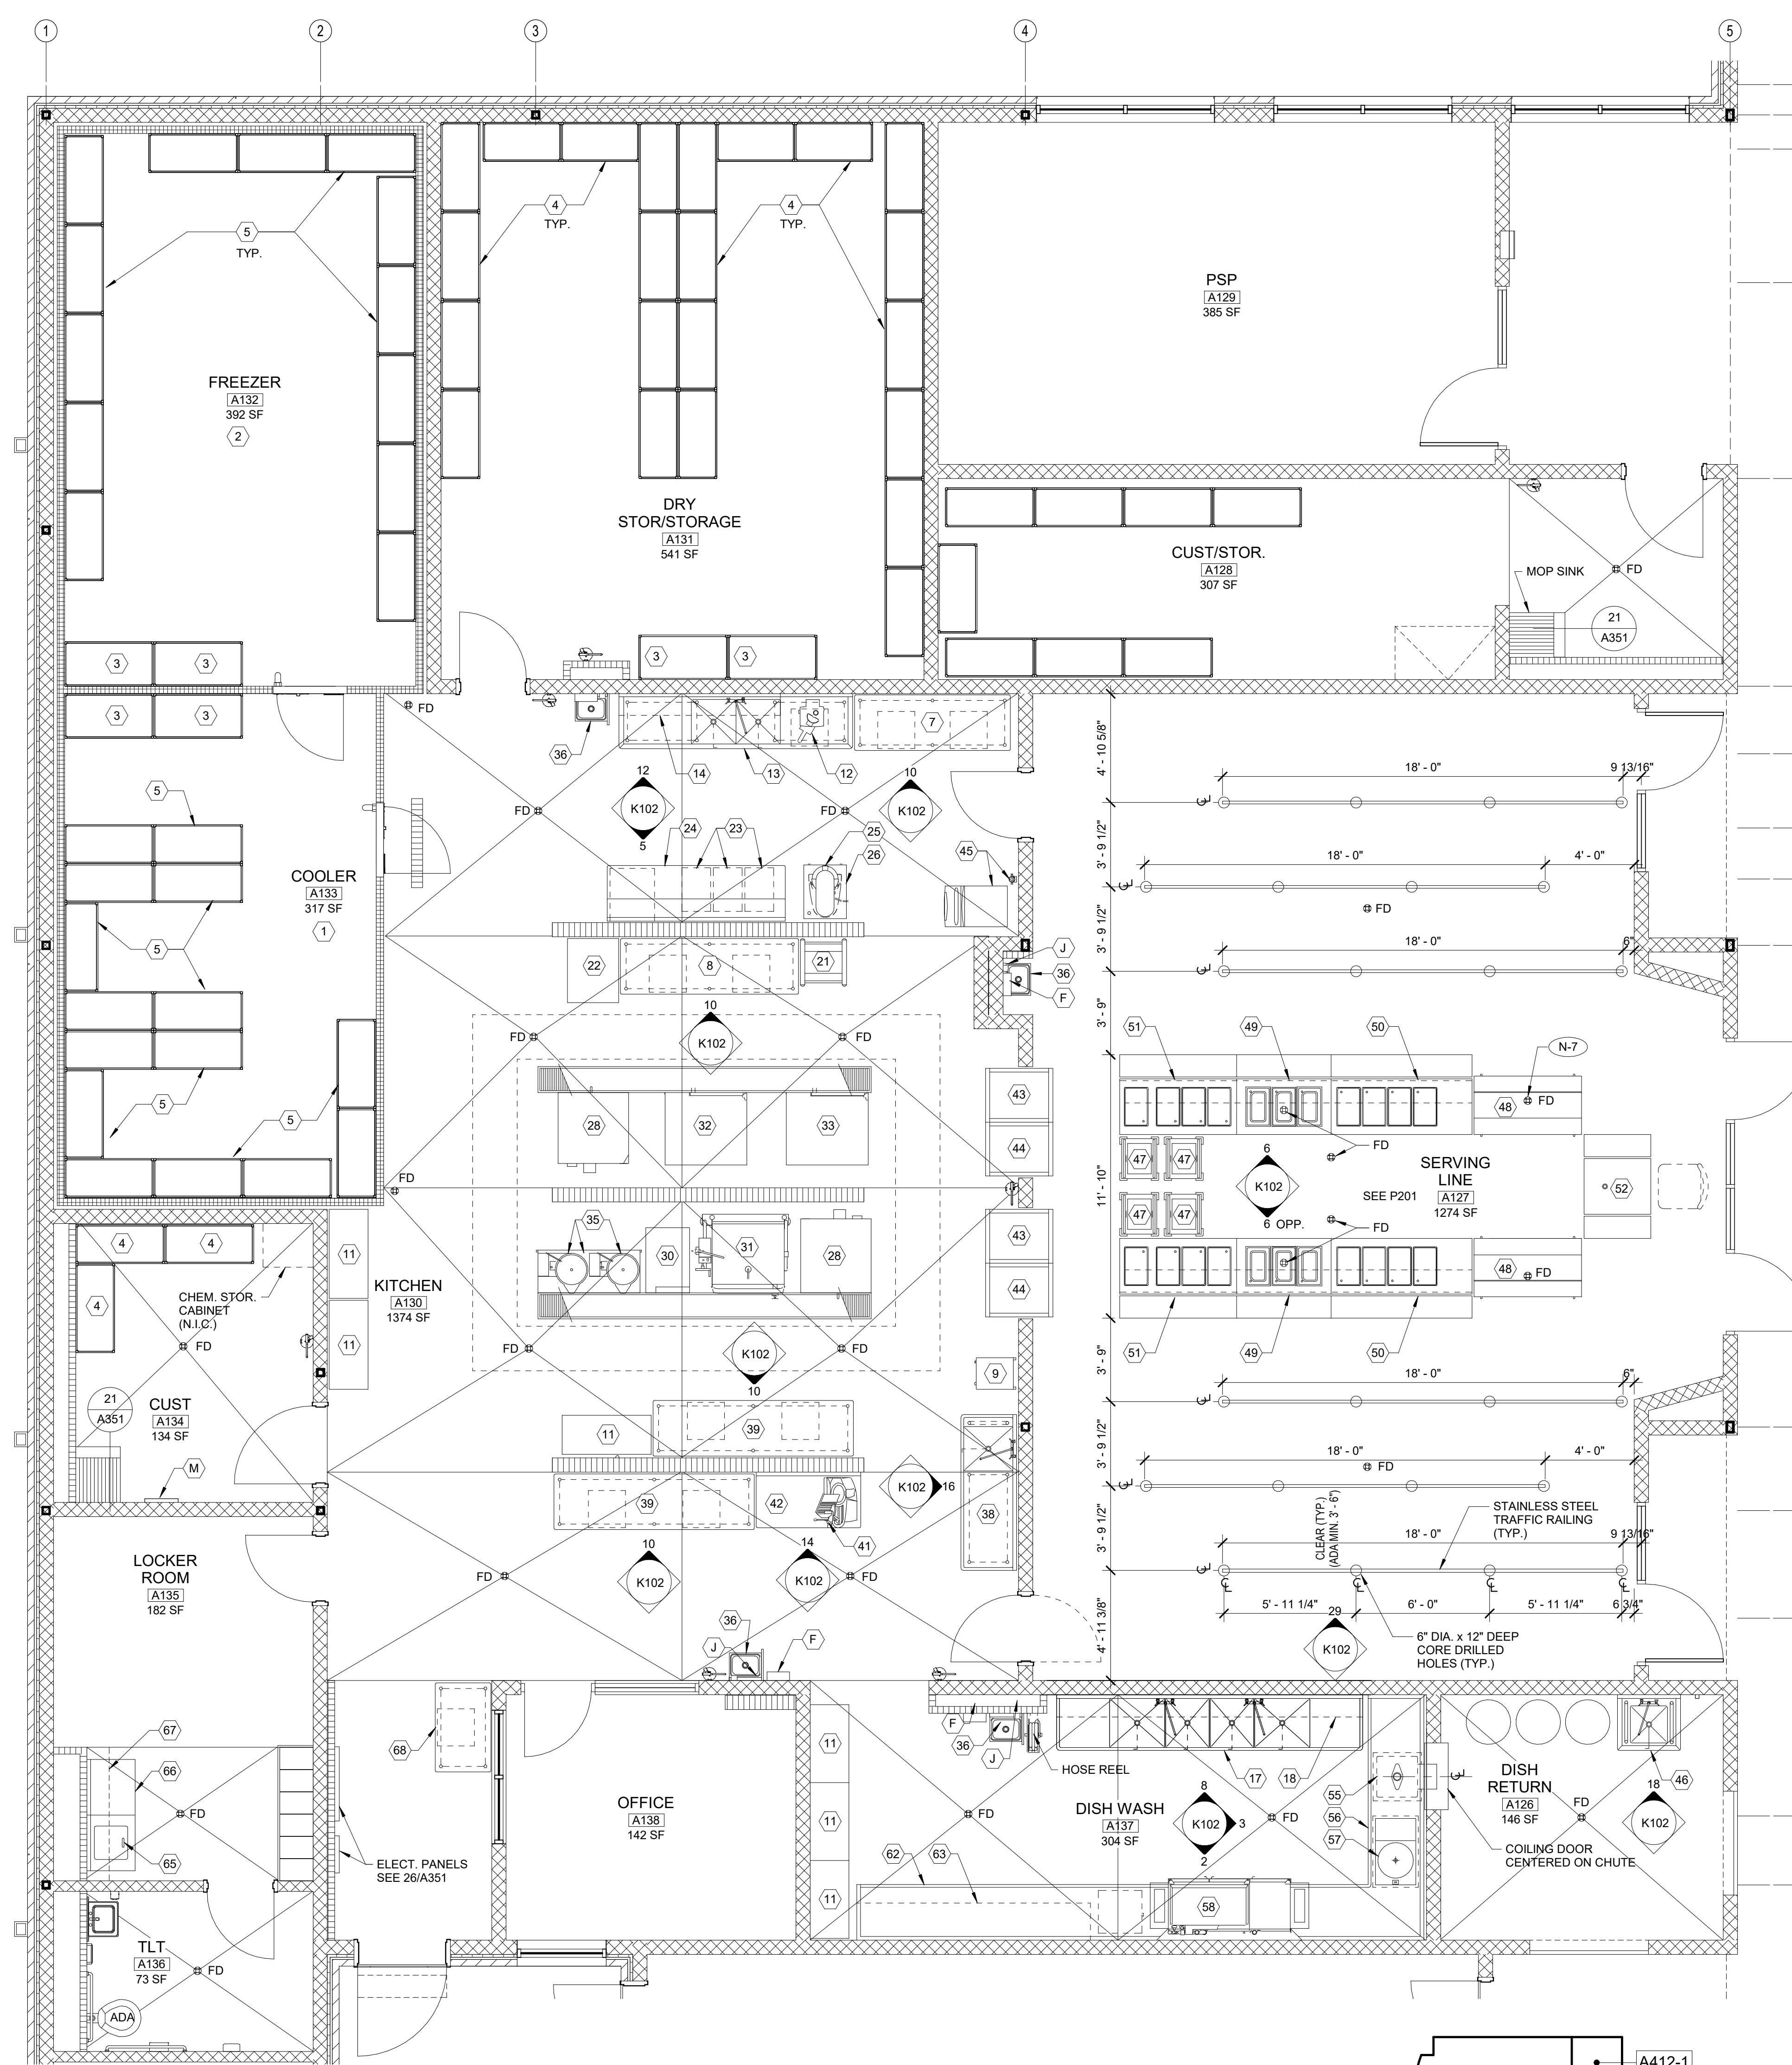 1
2
3
4
5
5
TYP.
4
TYP.
4
TYP.
FREEZER
A132
392 SF
2
PSP
A129
385 SF
DRY
STOR/STORAGE
A131
541 SF
CUST/STOR.
A128
307 SF
MOP SINK
FD
21
A351
3
3
3
3
3
3
FD
36
14
13
12
7
4' - 10 5/8"
18' - 0"
9 13/16"
5
12
K102
5
FD
FD
10
K102
24
23
25
26
45
3' - 9 1/2"
18' - 0"
4' - 0"
FD
COOLER
A133
317 SF
1
5
22
8
21
J
36
F
3' - 9 1/2"
18' - 0"
6"
3' - 9"
FD
10
K102
FD
51
49
50
N-7
28
32
33
43
44
48
FD
5
5
47
47
FD
6
K102
6 OPP.
SEE P201
SERVING
LINE
A127
1274 SF
52
11' - 10"
FD
47
47
FD
4
4
11
35
30
31
28
43
44
48
FD
CHEM. STOR.
CABINET
(N.I.C.)
KITCHEN
A130
1374 SF
4
FD
11
FD
K102
10
FD
9
51
49
50
3' - 9"
18' - 0"
6"
21
A351
CUST
A134
134 SF
M
11
39
3' - 9 1/2"
18' - 0"
4' - 0"
FD
39
42
41
K102
16
38
LOCKER
ROOM
A135
182 SF
FD
10
K102
14
K102
FD
3' - 9 1/2"
CLEAR (TYP.)
(ADA MIN. 3' - 6")
18' - 0"
9 13/16"
STAINLESS STEEL
TRAFFIC RAILING
(TYP.)
4' - 11 3/8"
5' - 11 1/4"
6' - 0"
5' - 11 1/4"
6 3/4"
29
K102
6" DIA. x 12" DEEP
CORE DRILLED
HOLES (TYP.)
36
J
F
67
66
FD
65
68
11
F
36
J
HOSE REEL
17
18
55
46
OFFICE
A138
142 SF
11
FD
DISH WASH
A137
304 SF
8
K102
3
2
FD
56
57
DISH
RETURN
A126
146 SF
FD
18
K102
COILING DOOR
CENTERED ON CHUTE
ELECT. PANELS
SEE 26/A351
11
62
63
58
TLT
A136
73 SF
FD
ADA
A412-1